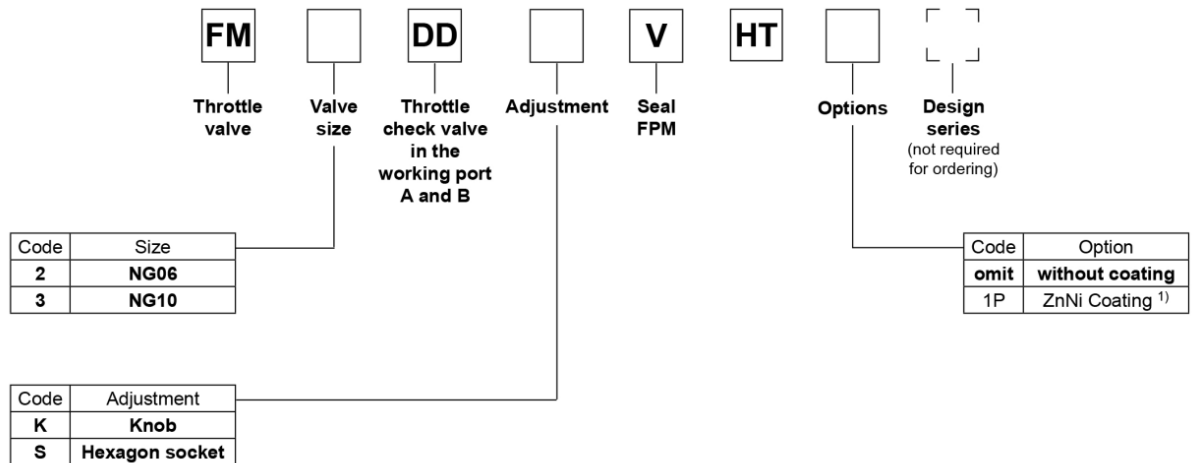 FM DD V HT
Throttle
valve
Valve
size
Throttle
check valve
in the
working port
A and B
Adjustment
Seal
FPM
Options
Design
series
(not required
for ordering)
Code Size
2 NG06
3 NG10
Code Option
omit without coating
1P ZnNi Coating 1)
Code Adjustment
K Knob
S Hexagon socket